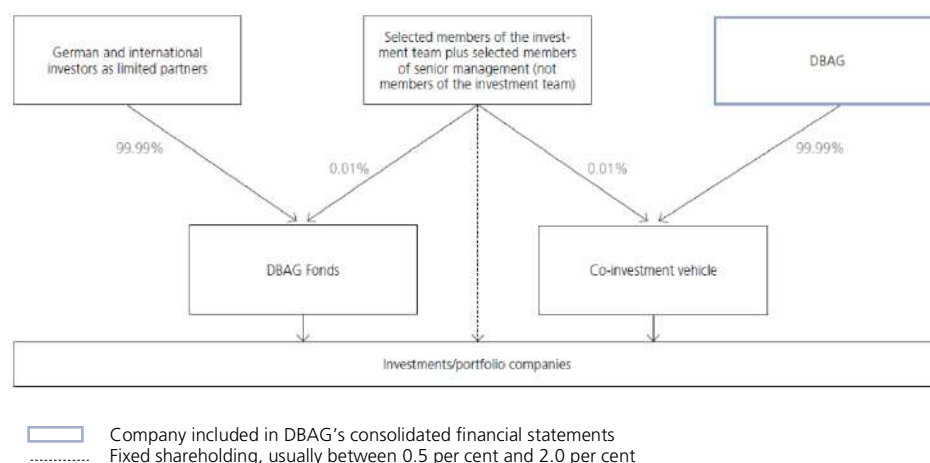 German and international
investors as limited partners
Selected members of the invest-
ment team plus selected members
of senior management (not
members of the investment team)
DBAG
99.99%
0.01%
0.01%
99.99%
DBAG Fonds
Co-investment vehicle
Investments/portfolio companies
Company included in DBAG’s consolidated financial statements
Fixed shareholding, usually between 0.5 per cent and 2.0 per cent